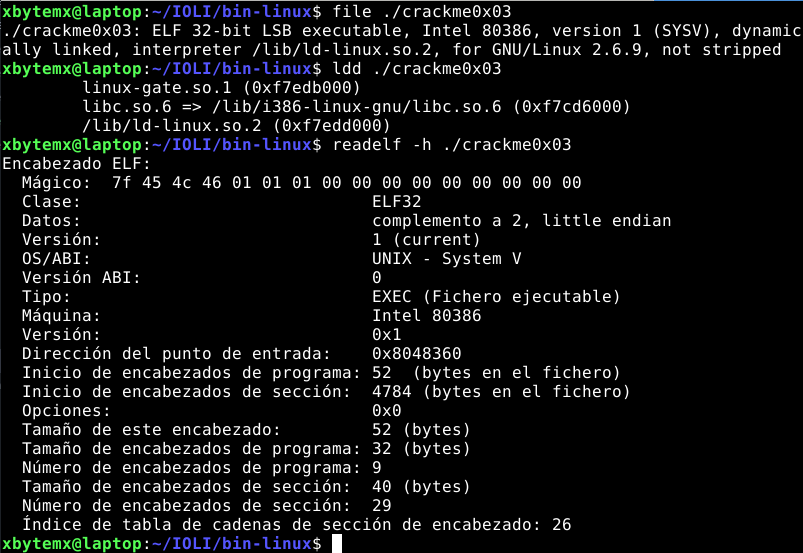 xbytemx@laptop:~/IOLI/bin-linux$ file ./crackme0x03
./crackme0x03: ELF 32-bit LSB executable, Intel 80386, version 1 (SYSV), dynamic
ally linked, interpreter /lib/ld-linux.so.2, for GNU/Linux 2.6.9, not stripped
xbytemx@laptop:~/IOLI/bin-linux$ ldd ./crackme0x03
        linux-gate.so.1 (0xf7edb000)
        libc.so.6 => /lib/i386-linux-gnu/libc.so.6 (0xf7cd6000)
        /lib/ld-linux.so.2 (0xf7edd000)
xbytemx@laptop:~/IOLI/bin-linux$ readelf -h ./crackme0x03
Encabezado ELF:
  Mágico:  7f 45 4c 46 01 01 01 00 00 00 00 00 00 00 00 00
  Clase:                             ELF32
  Datos:                             complemento a 2, little endian
  Versión:                           1 (current)
  OS/ABI:                            UNIX - System V
  Versión ABI:                       0
  Tipo:                              EXEC (Fichero ejecutable)
  Máquina:                           Intel 80386
  Versión:                           0x1
  Dirección del punto de entrada:    0x8048360
  Inicio de encabezados de programa: 52  (bytes en el fichero)
  Inicio de encabezados de sección:  4784 (bytes en el fichero)
  Opciones:                          0x0
  Tamaño de este encabezado:         52 (bytes)
  Tamaño de encabezados de programa: 32 (bytes)
  Número de encabezados de programa: 9
  Tamaño de encabezados de sección:  40 (bytes)
  Número de encabezados de sección:  29
  Índice de tabla de cadenas de sección de encabezado: 26
xbytemx@laptop:~/IOLI/bin-linux$